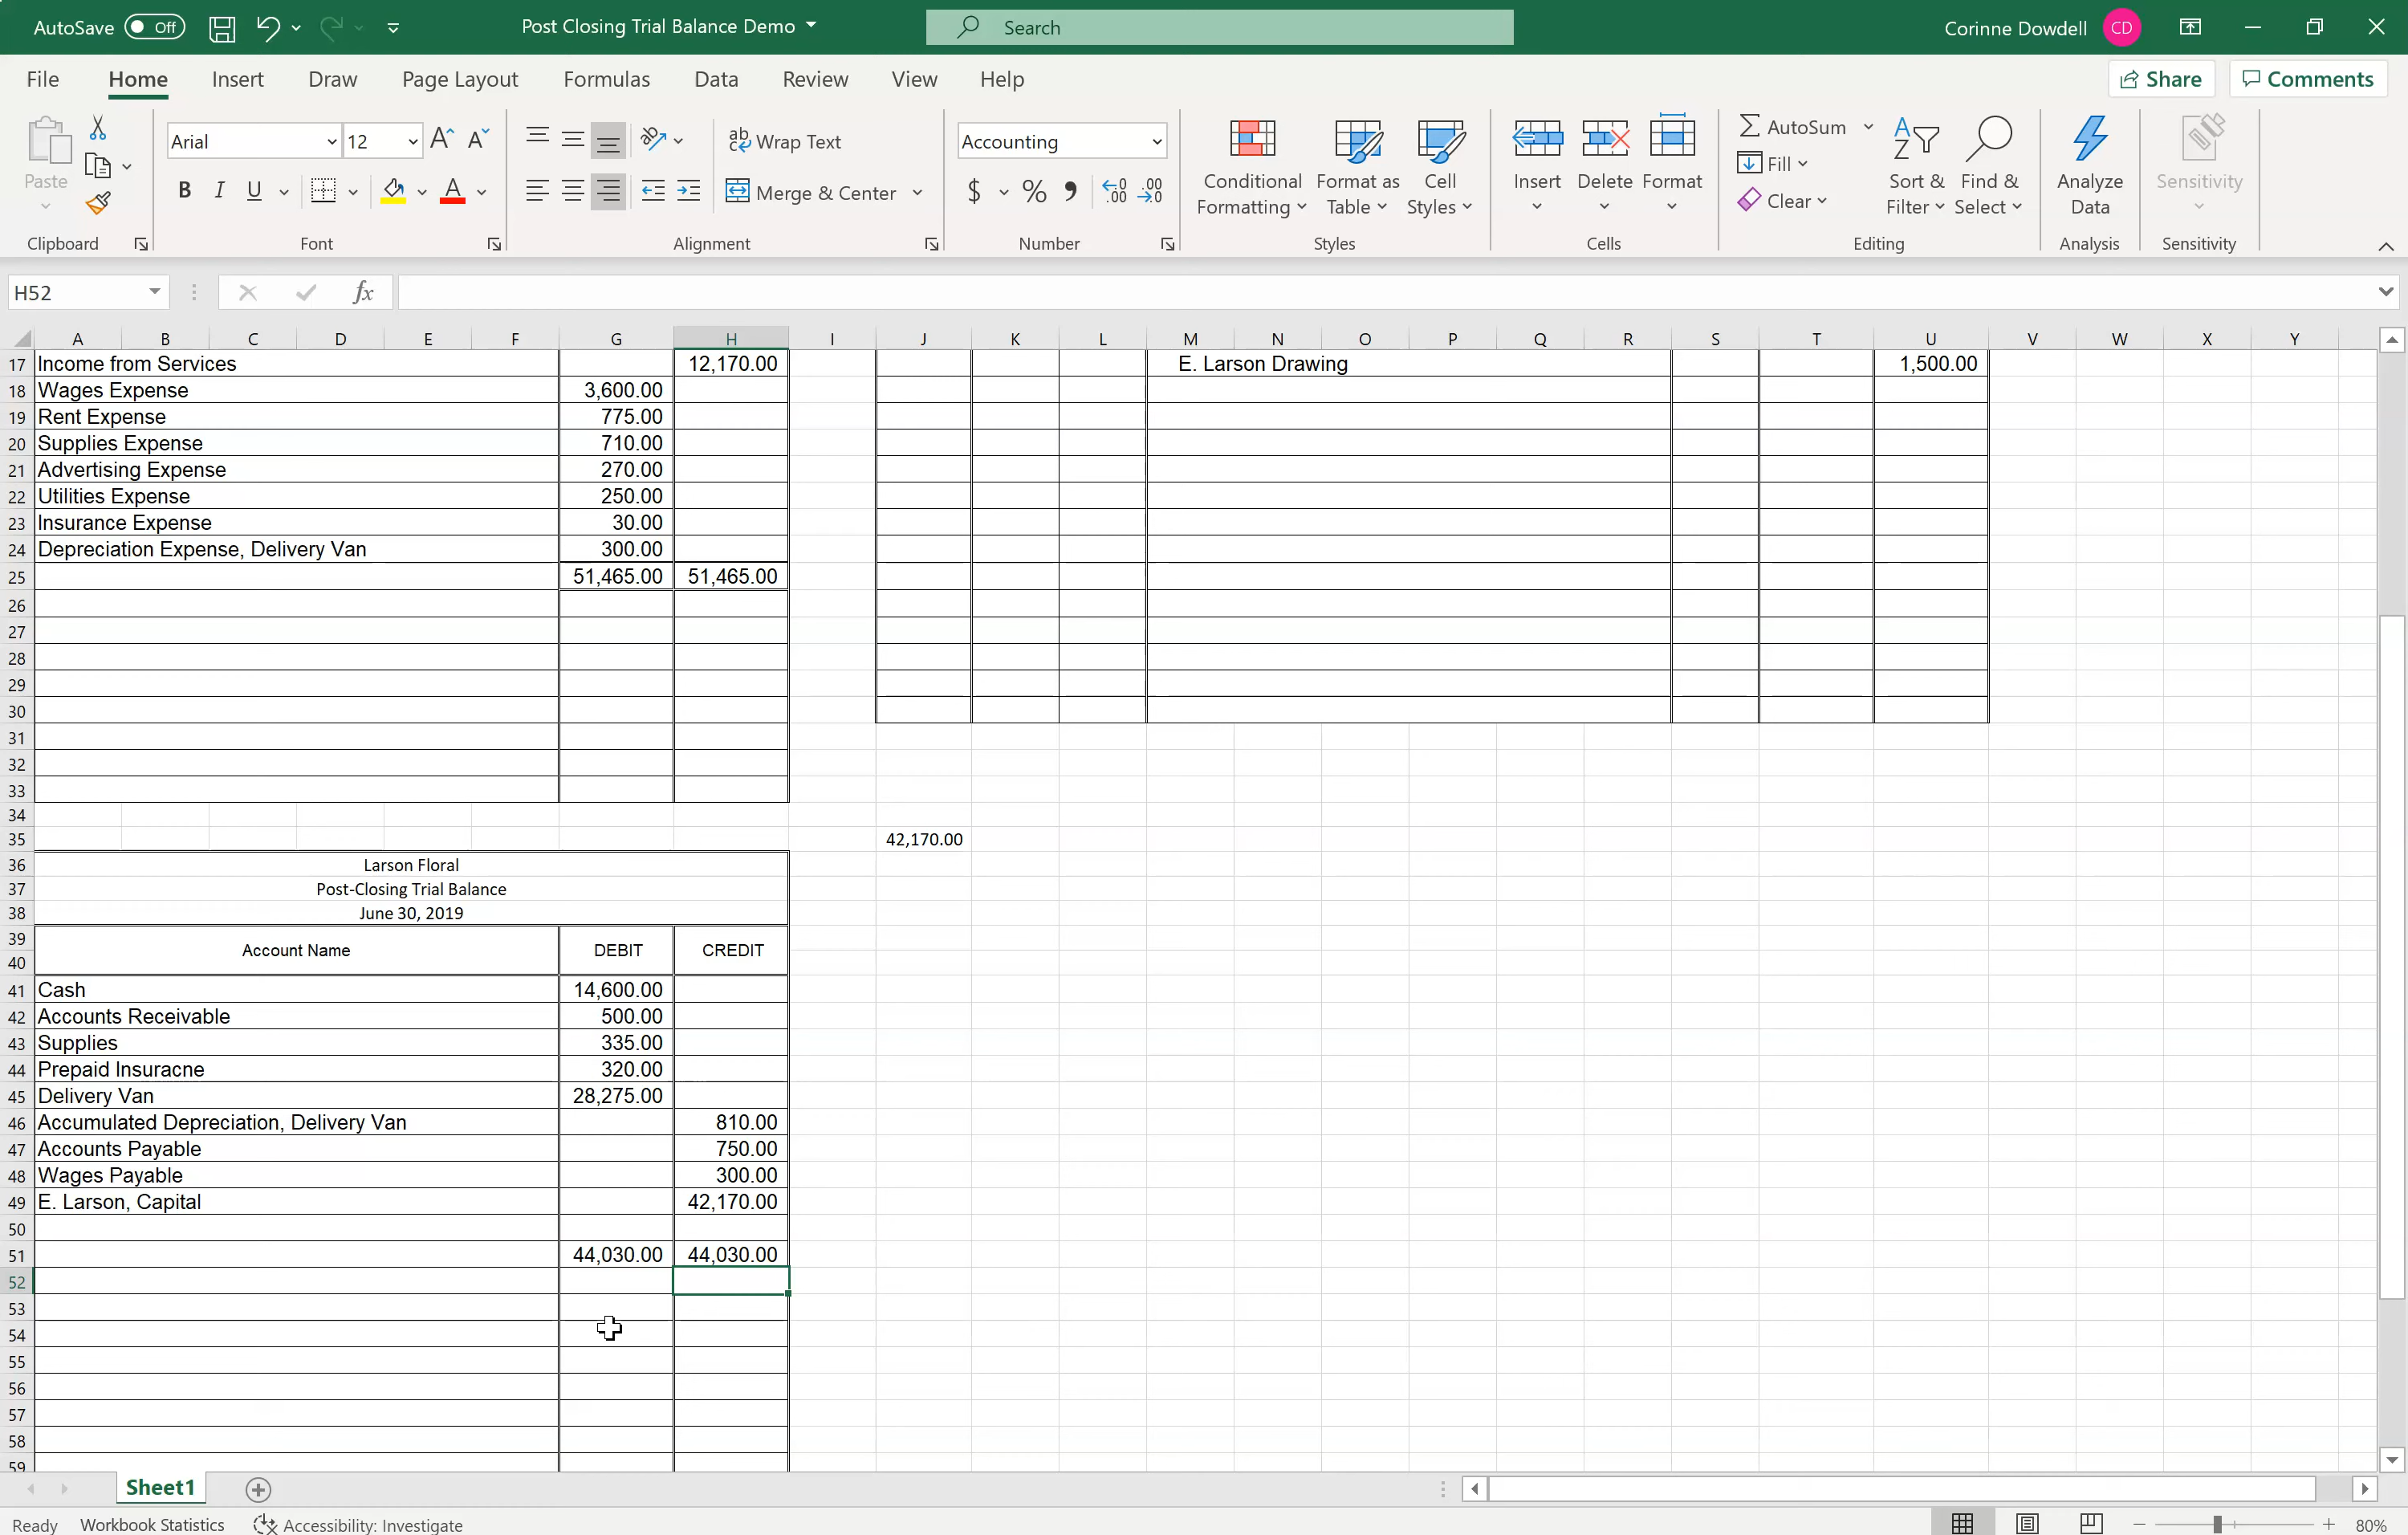 AutoSave Off Post Closing Trial Balance Demo Search Corinne Dowdell CD
File Home Insert Draw Page Layout Formulas Data Review View Help Share Comments
Paste
Arial 12
Wrap Text
Merge & Center
Accounting
$ % 9
Conditional Formatting
Format as Table
Cell Styles
Insert Delete Format
AutoSum
Fill
Clear
Sort & Filter
Find & Select
Analyze Data
Sensitivity
Clipboard Font Alignment Number Styles Cells Editing Analysis Sensitivity
H52 fx
A B C D E F G H I J K L M N O P Q R S T U V W X Y
17 Income from Services 12,170.00 E. Larson Drawing 1,500.00
18 Wages Expense 3,600.00
19 Rent Expense 775.00
20 Supplies Expense 710.00
21 Advertising Expense 270.00
22 Utilities Expense 250.00
23 Insurance Expense 30.00
24 Depreciation Expense, Delivery Van 300.00
25 51,465.00 51,465.00
26
27
28
29
30
31
32
33
34
35 42,170.00
36 Larson Floral
37 Post-Closing Trial Balance
38 June 30, 2019
39
Account Name DEBIT CREDIT
40
41 Cash 14,600.00
42 Accounts Receivable 500.00
43 Supplies 335.00
44 Prepaid Insuracne 320.00
45 Delivery Van 28,275.00
46 Accumulated Depreciation, Delivery Van 810.00
47 Accounts Payable 750.00
48 Wages Payable 300.00
49 E. Larson, Capital 42,170.00
50
51 44,030.00 44,030.00
52
53
54
55
56
57
58
59
Sheet1
Ready Workbook Statistics Accessibility: Investigate 80%